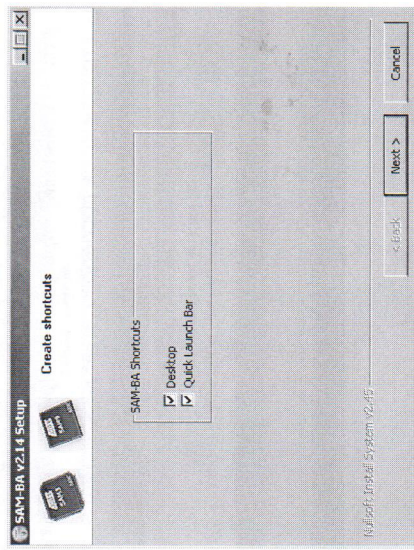 SAM-BA v2.14 Setup
Create shortcuts
SAM-BA Shortcuts
Desktop
Quick Launch Bar
Nullsoft Install System v2.45
< Back
Next >
Cancel